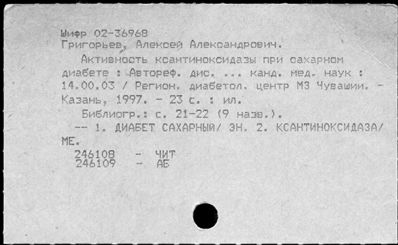 Шифр 02-36968
Григорьев, Алексей Александрович.
Активность ксантиноксидазы при сахарном
диабете : Автореф. дис. ... канд. мед. наук :
14.00.03 / Регион. диабетол. центр МЗ Чувашии. -
Казань, 1997. - 23 с. : ил.
Библиогр.: с. 21-22 (9 назв.).
-- 1. ДИАБЕТ САХАРНЫЙ/ ЭН. 2. КСАНТИНОКСИДАЗА/
МЕ.
246108 - ЧИТ
246109 - АБ